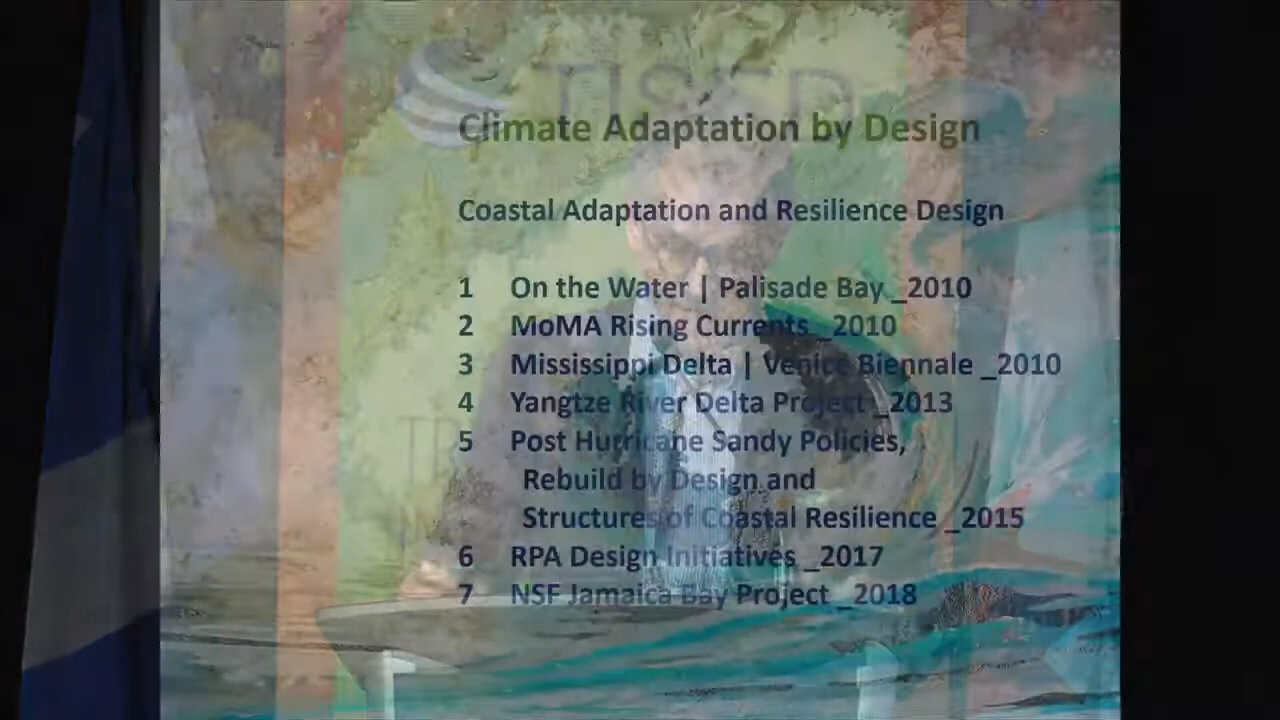 TISED
Climate Adaptation by Design
Coastal Adaptation and Resilience Design
1 On the Water | Palisade Bay _2010
2 MoMA Rising Currents _2010
3 Mississippi Delta | Venice Biennale _2010
4 Yangtze River Delta Project _2013
5 Post Hurricane Sandy Policies,
Rebuild by Design and
Structures of Coastal Resilience _2015
6 RPA Design Initiatives _2017
7 NSF Jamaica Bay Project _2018